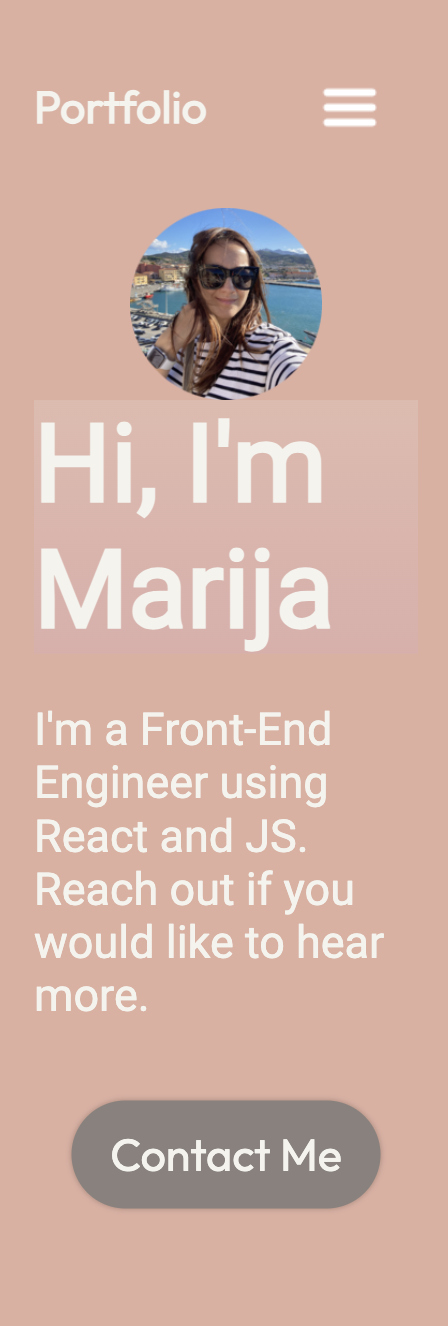 Portfolio
Hi, I'm
Marija
I'm a Front-End
Engineer using
React and JS.
Reach out if you
would like to hear
more.
Contact Me